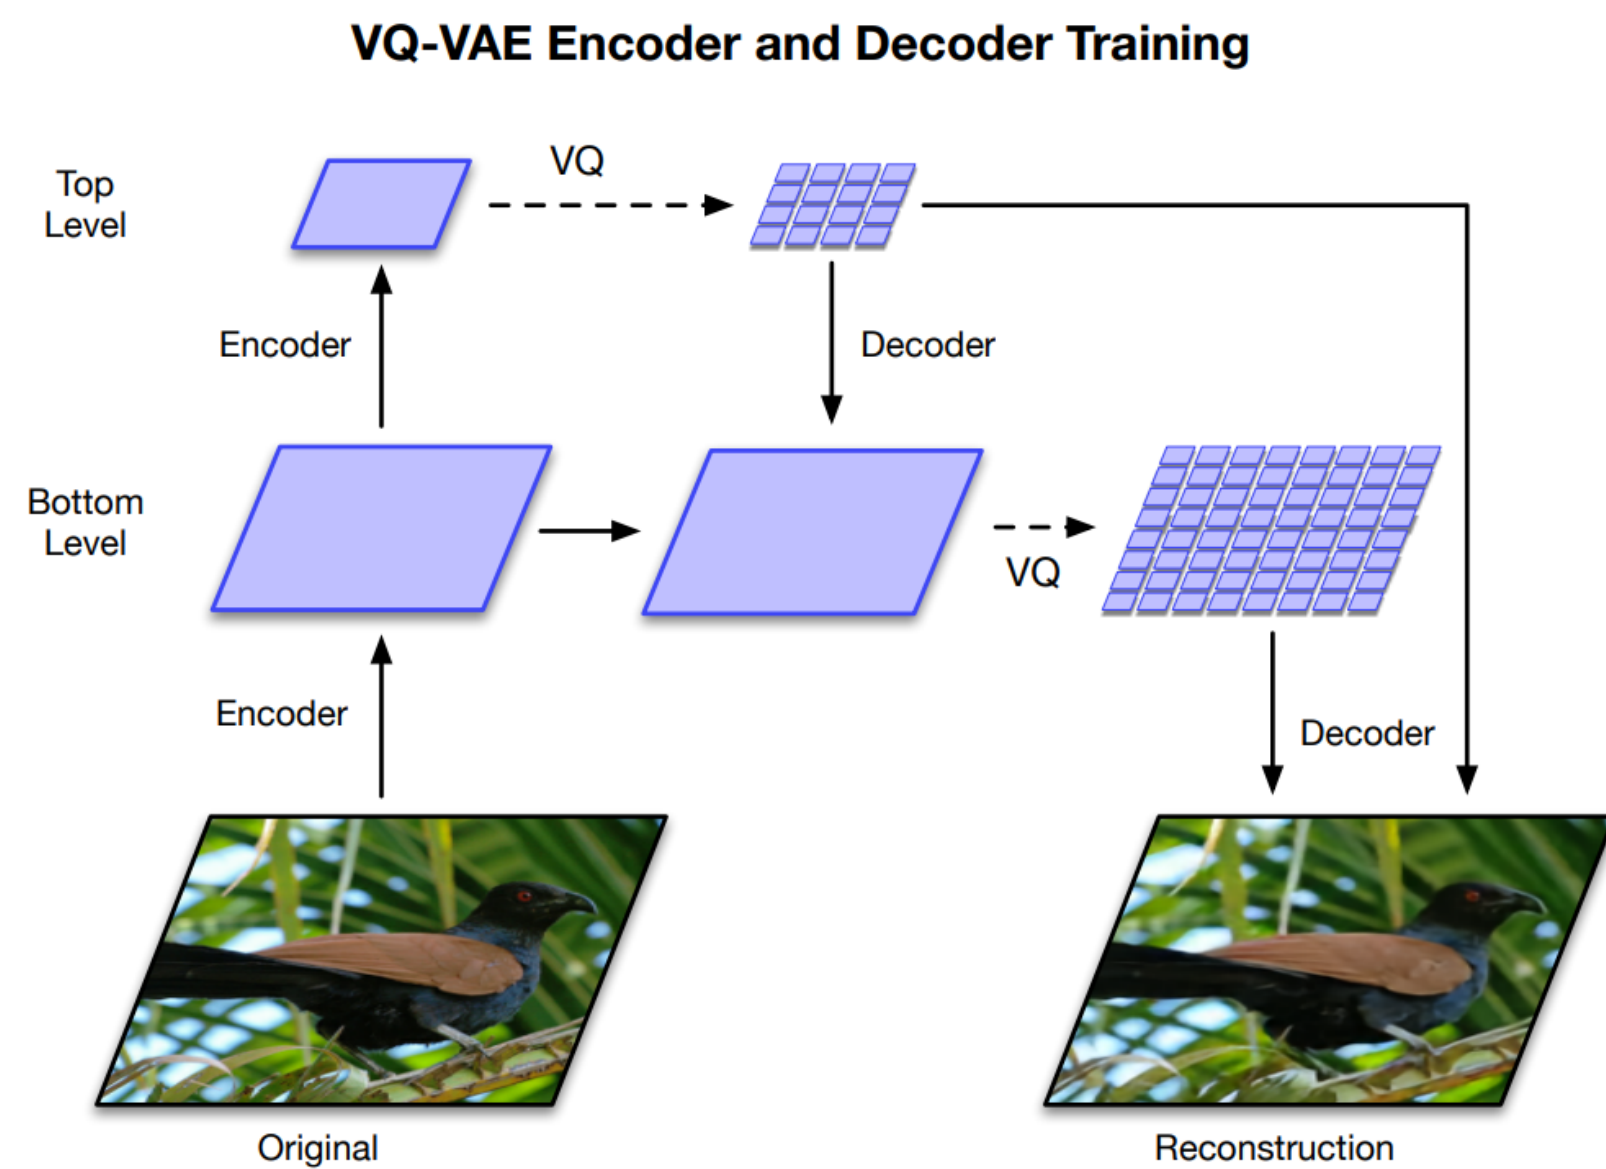 VQ-VAE Encoder and Decoder Training
VQ
Top
Level
Encoder
Decoder
Bottom
Level
VQ
Encoder
Decoder
Original
Reconstruction